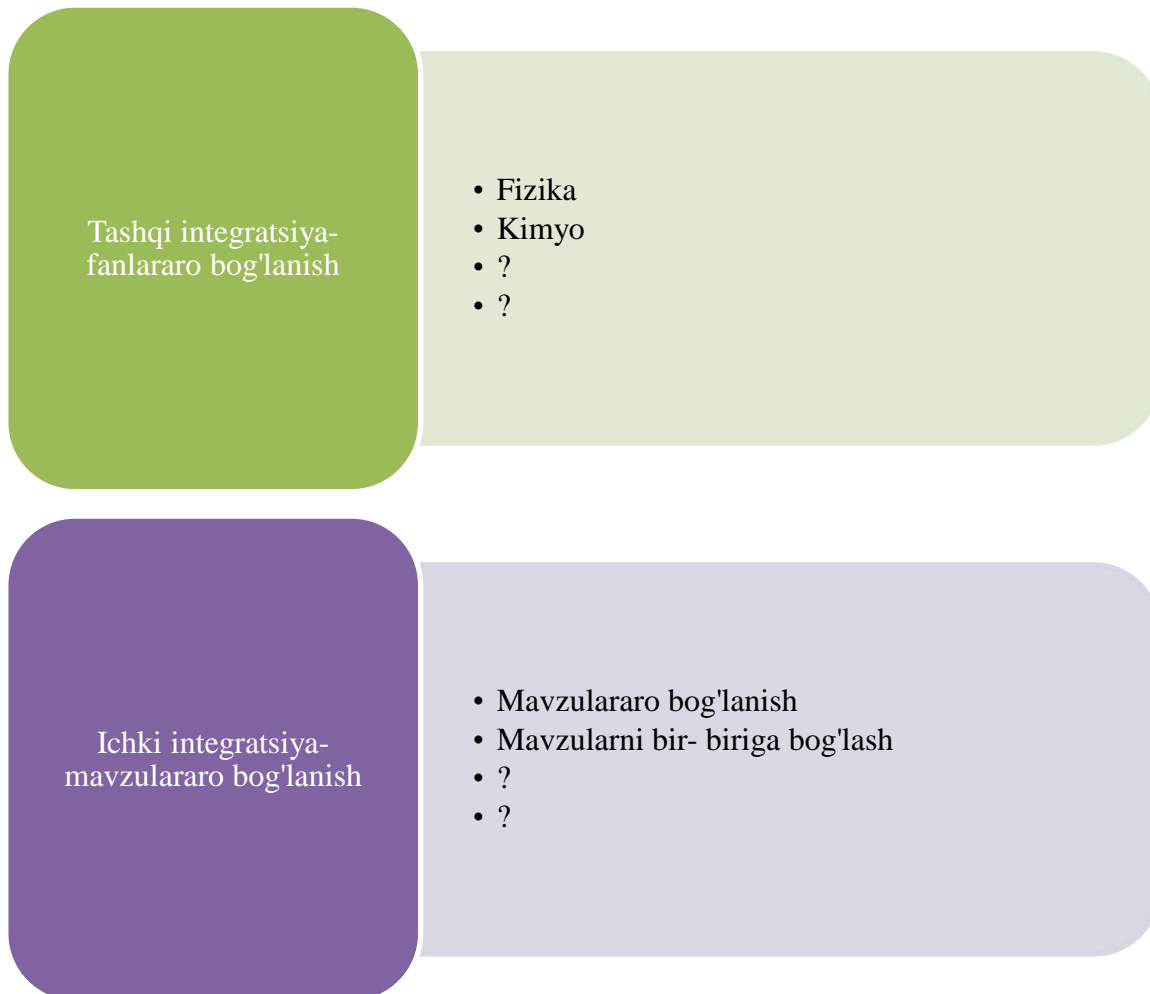 Tashqi integratsiya-
fanlararo bog'lanish
• Fizika
• Kimyo
• ?
• ?
Ichki integratsiya-
mavzulararo bog'lanish
• Mavzulararo bog'lanish
• Mavzularni bir- biriga bog'lash
• ?
• ?